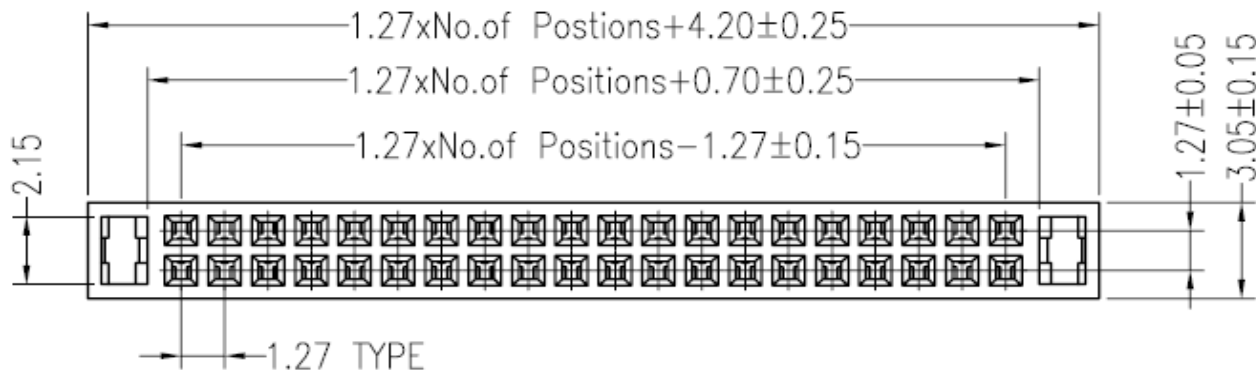 1.27xNo.of Postions+4.20±0.25
1.27xNo.of Positions+0.70±0.25
1.27xNo.of Positions-1.27±0.15
2.15
1.27±0.05
3.05±0.15
1.27 TYPE